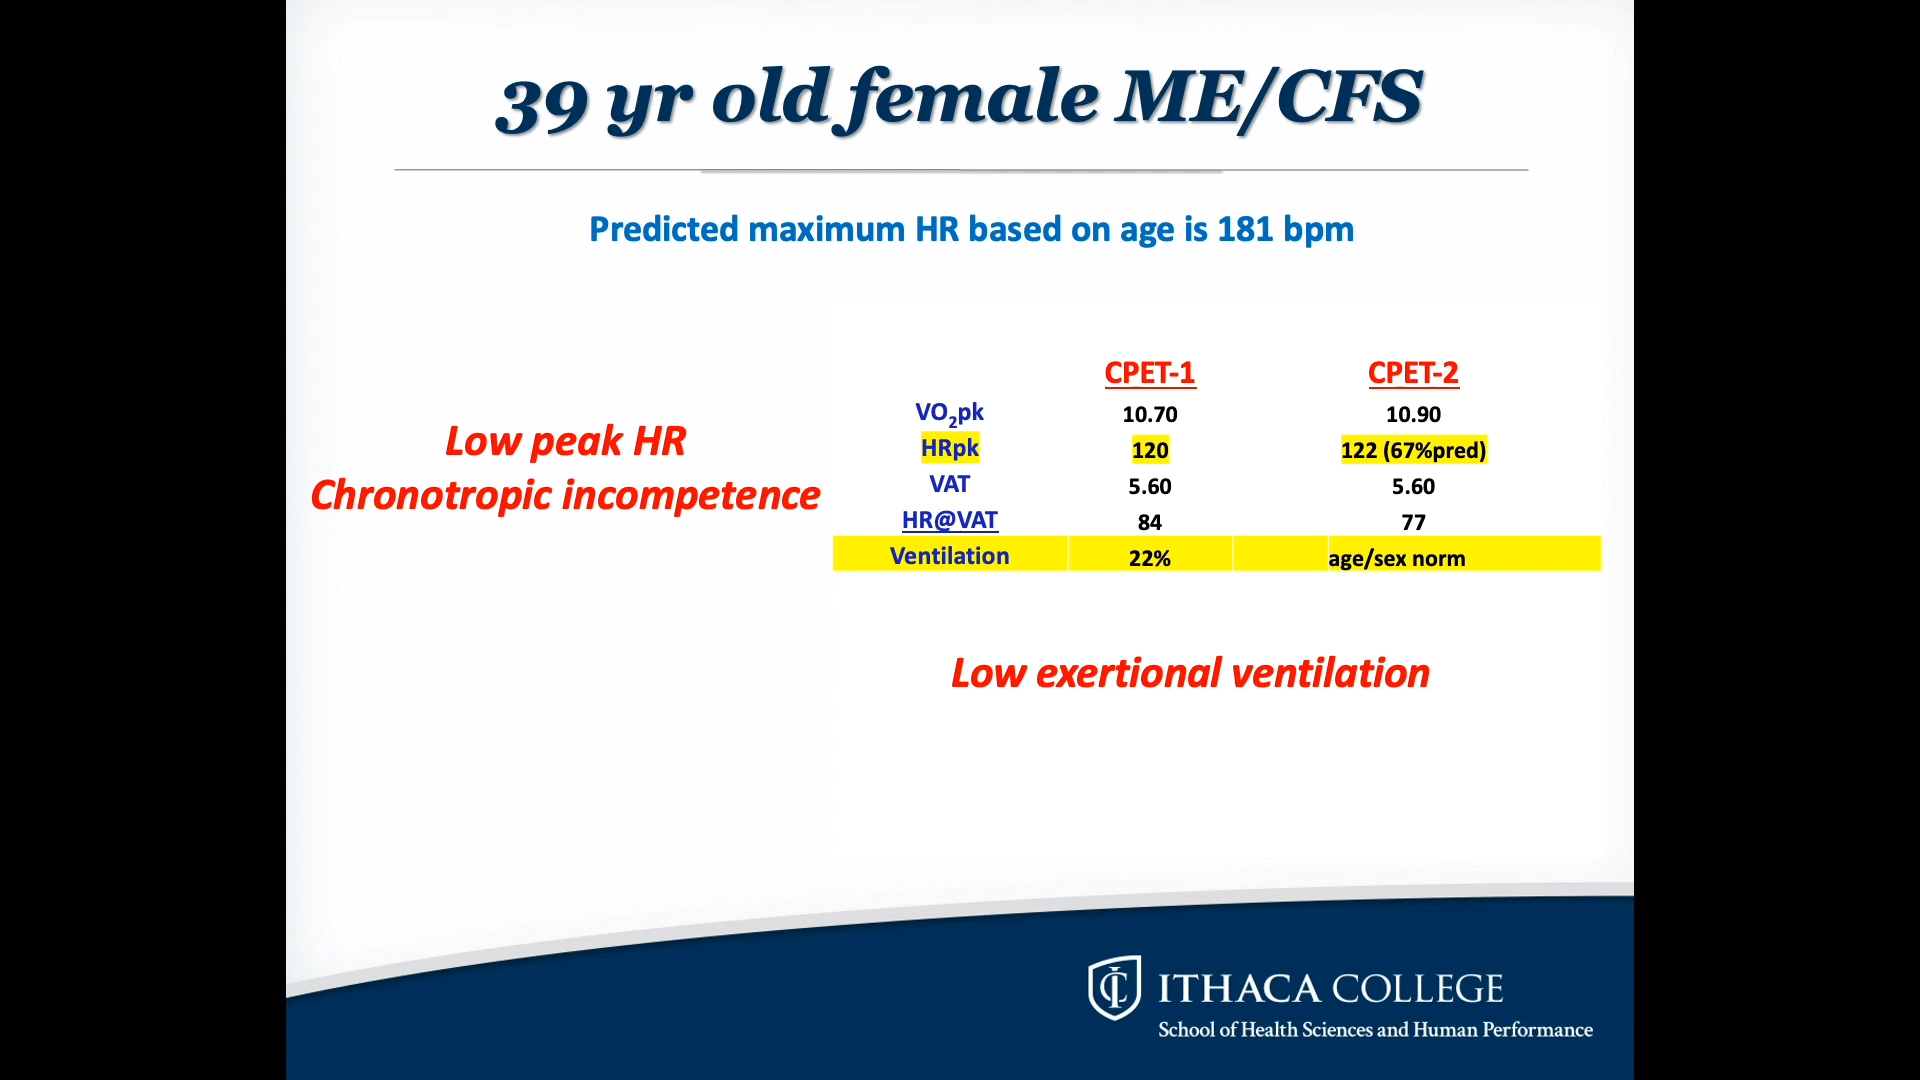 39 yr old female ME/CFS
Predicted maximum HR based on age is 181 bpm
Low peak HR
Chronotropic incompetence
CPET-1 CPET-2
VO2pk 10.70 10.90
HRpk 120 122 (67%pred)
VAT 5.60 5.60
HR@VAT 84 77
Ventilation 22% age/sex norm
Low exertional ventilation
ITHACA COLLEGE
School of Health Sciences and Human Performance